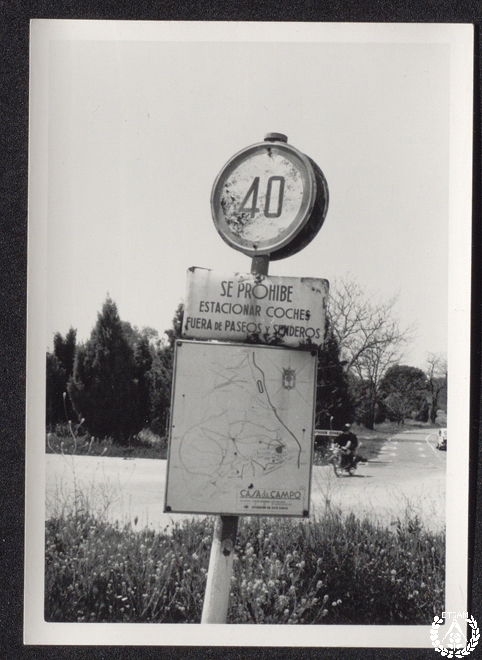 40
SE PROHIBE
ESTACIONAR COCHES
FUERA DE PASEOS Y SENDEROS
CASA de CAMPO